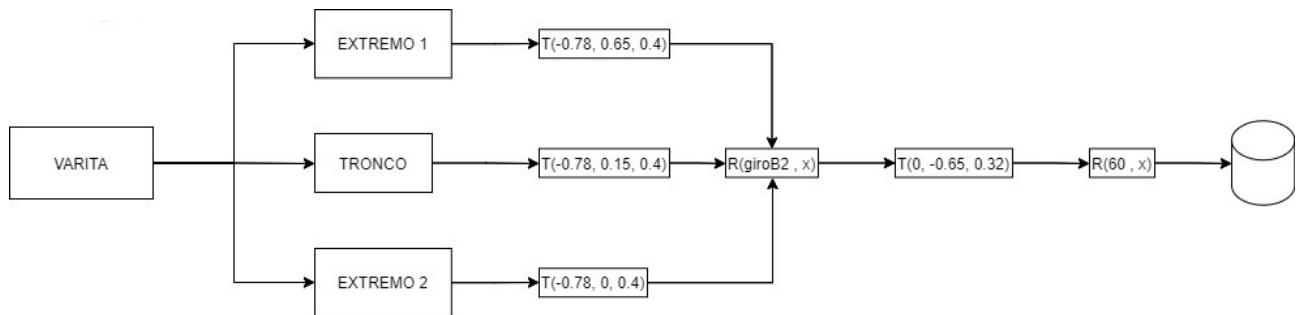 EXTREMO 1
T(-0.78, 0.65, 0.4)
VARITA
TRONCO
T(-0.78, 0.15, 0.4)
R(giroB2 , x)
T(0, -0.65, 0.32)
R(60 , x)
EXTREMO 2
T(-0.78, 0, 0.4)